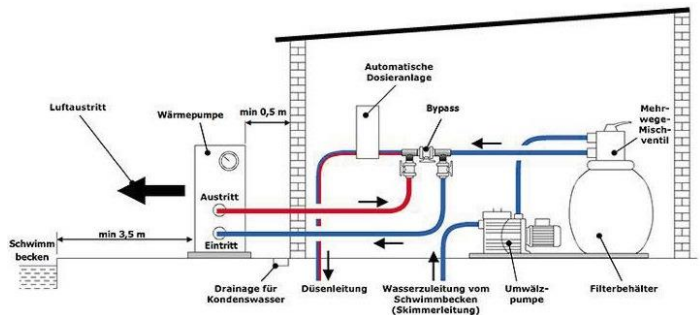 Automatische
Dosieranlage
Bypass
Mehr-
wege-
Misch-
ventil
min 0,5 m
Luftaustritt
Wärmepumpe
Austritt
Eintritt
min 3,5 m
Schwimm
becken
Drainage für
Kondenswasser
Düsenleitung
Wasserzuleitung vom
Schwimmbecken
(Skimmerleitung)
Umwälz-
pumpe
Filterbehälter